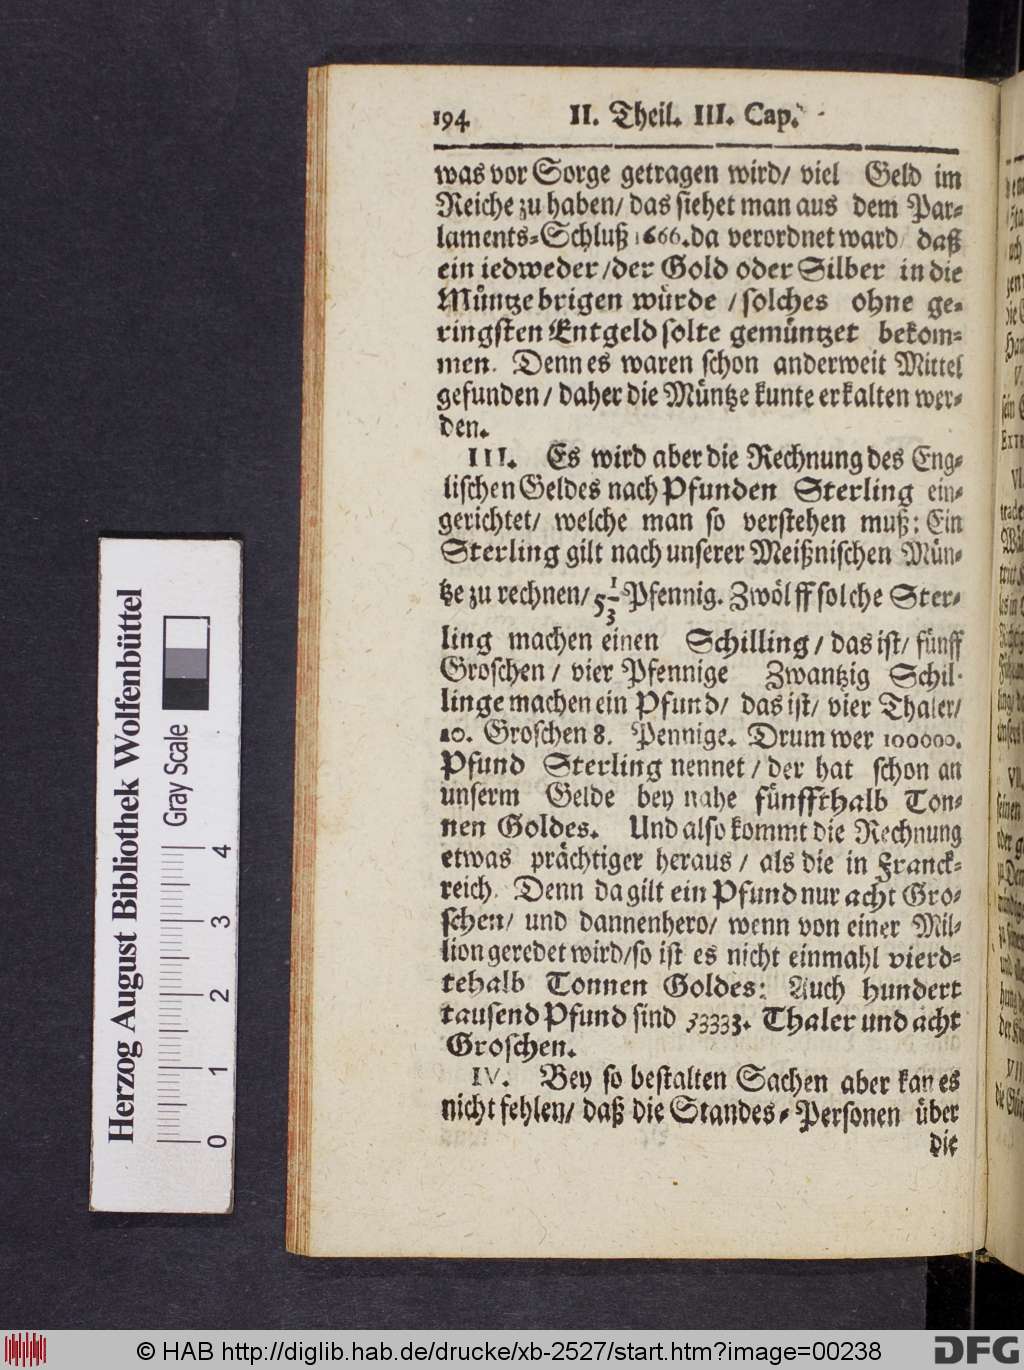 194 II. Theil. III. Cap.
was vor Sorge getragen wird/ viel Geld im
Reiche zu haben/ das siehet man aus dem Par-
laments-Schluß 1666. da verordnet ward/ daß
ein iedweder/ der Gold oder Silber in die
Müntze brigen würde/ solches ohne ge-
ringsten Entgeld solte gemüntzet bekom-
men. Denn es waren schon anderweit Mittel
gefunden/ daher die Müntze kunte erkalten wer-
den.
III. Es wird aber die Rechnung des Eng-
lischen Geldes nach Pfunden Sterling ein-
gerichtet/ welche man so verstehen muß: Ein
Sterling gilt nach unserer Meißnischen Mün-
tze zu rechnen/ 5 1/3 Pfennig. Zwölff solche Ster-
ling machen einen Schilling/ das ist/ fünff
Groschen/ vier Pfennige Zwantzig Schil-
linge machen ein Pfund/ das ist/ vier Thaler/
10. Groschen 8. Pennige. Drum wer 100000.
Pfund Sterling nennet/ der hat schon an
unserm Gelde bey nahe fünffthalb Ton-
nen Goldes. Und also kommt die Rechnung
etwas prächtiger heraus/ als die in Franck-
reich. Denn da gilt ein Pfund nur acht Gro-
schen/ und dannenhero/ wenn von einer Mil-
lion geredet wird/ so ist es nicht einmahl vierd-
tehalb Tonnen Goldes: Auch hundert
tausend Pfund sind 33333. Thaler und acht
Groschen.
IV. Bey so bestalten Sachen aber kan es
nicht fehlen/ daß die Standes-Personen über
die
Herzog August Bibliothek Wolfenbüttel
Gray Scale
0 1 2 3 4
© HAB http://diglib.hab.de/drucke/xb-2527/start.htm?image=00238
DFG